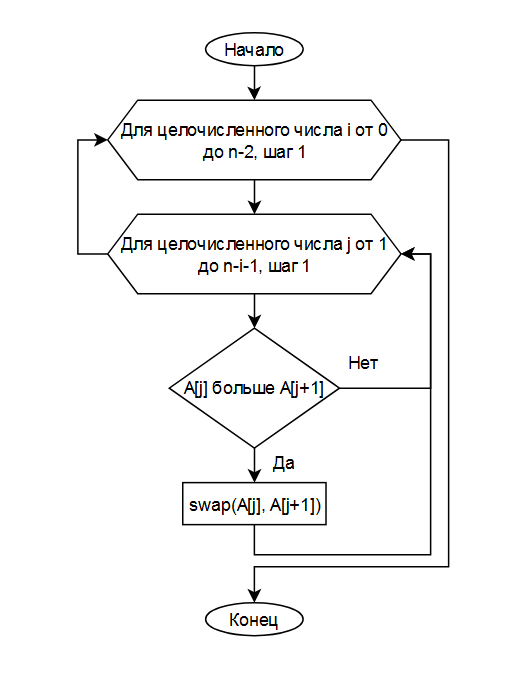 Начало
Для целочисленного числа i от 0
до n-2, шаг 1
Для целочисленного числа j от 1
до n-i-1, шаг 1
Нет
A[j] больше A[j+1]
Да
swap(A[j], A[j+1])
Конец